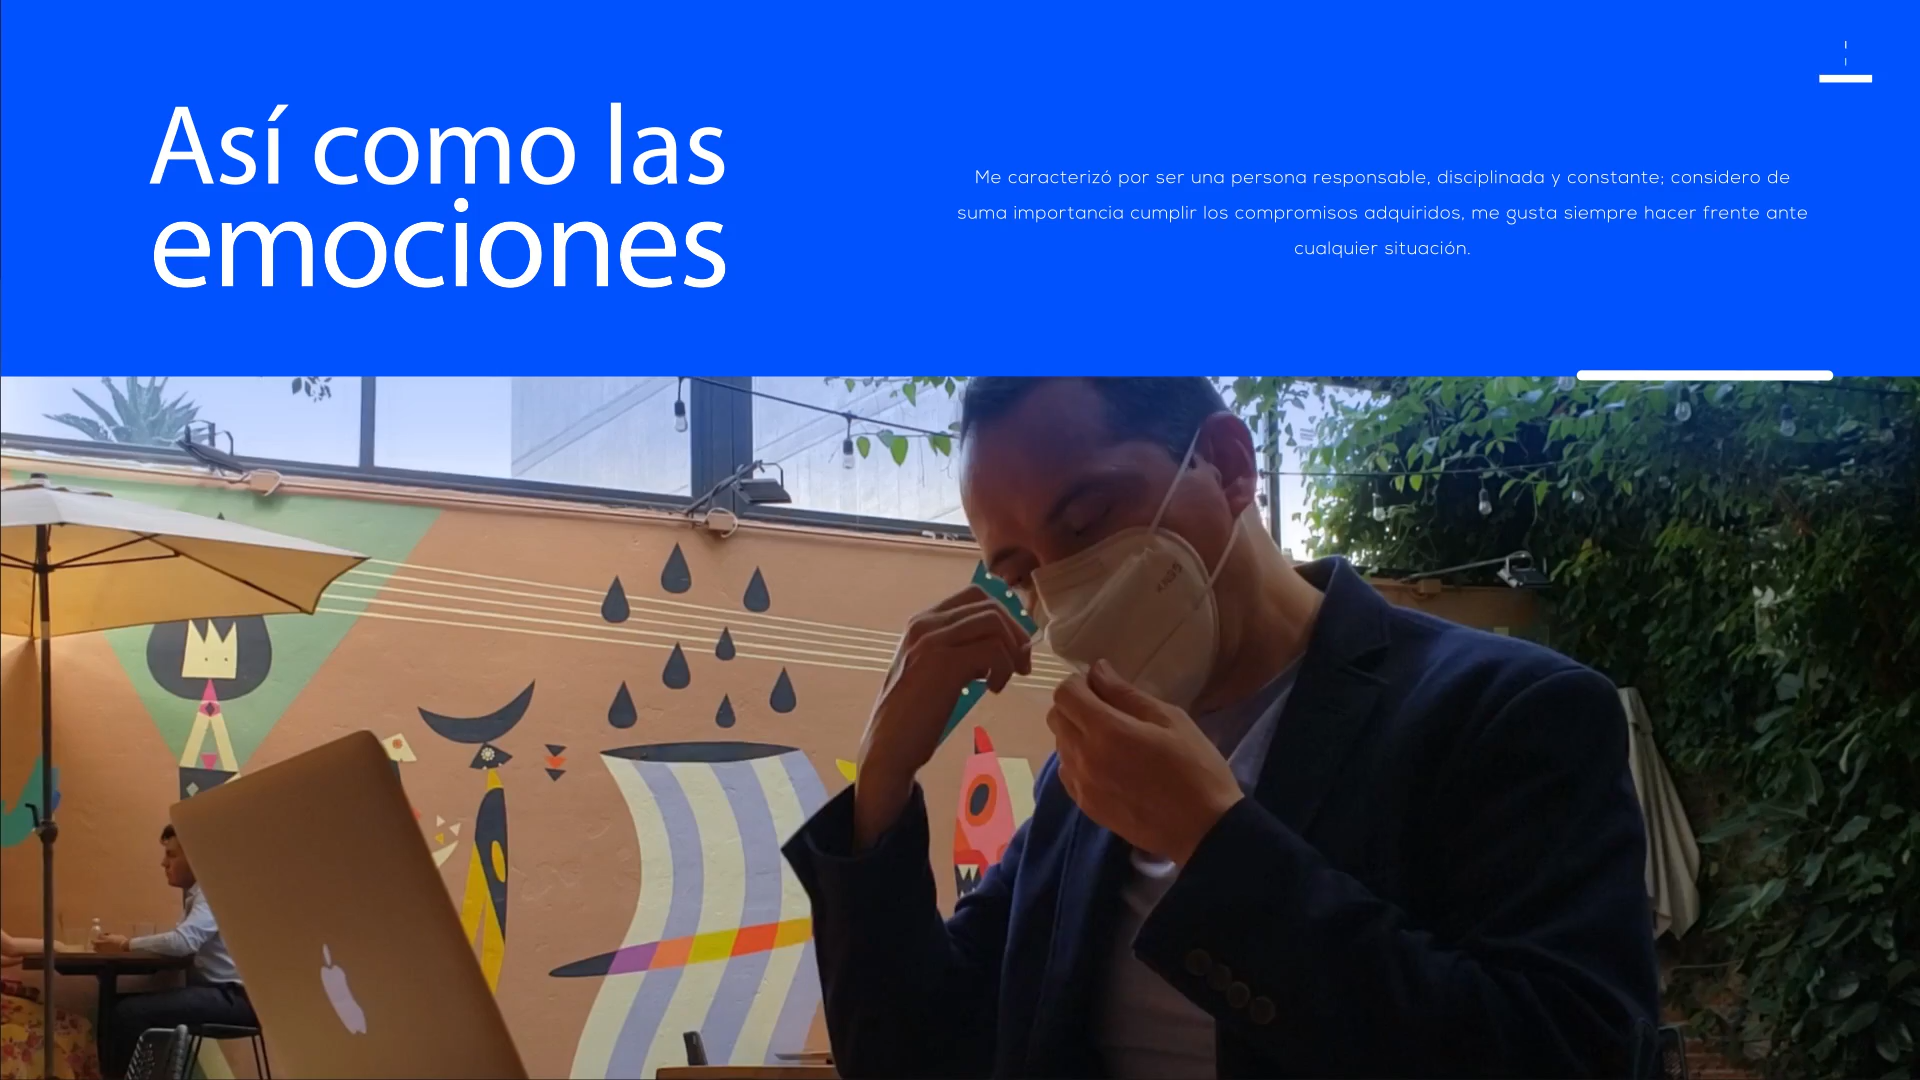 Así como las
emociones
Me caracterizó por ser una persona responsable, disciplinada y constante; considero de
suma importancia cumplir los compromisos adquiridos, me gusta siempre hacer frente ante
cualquier situación.
KN95